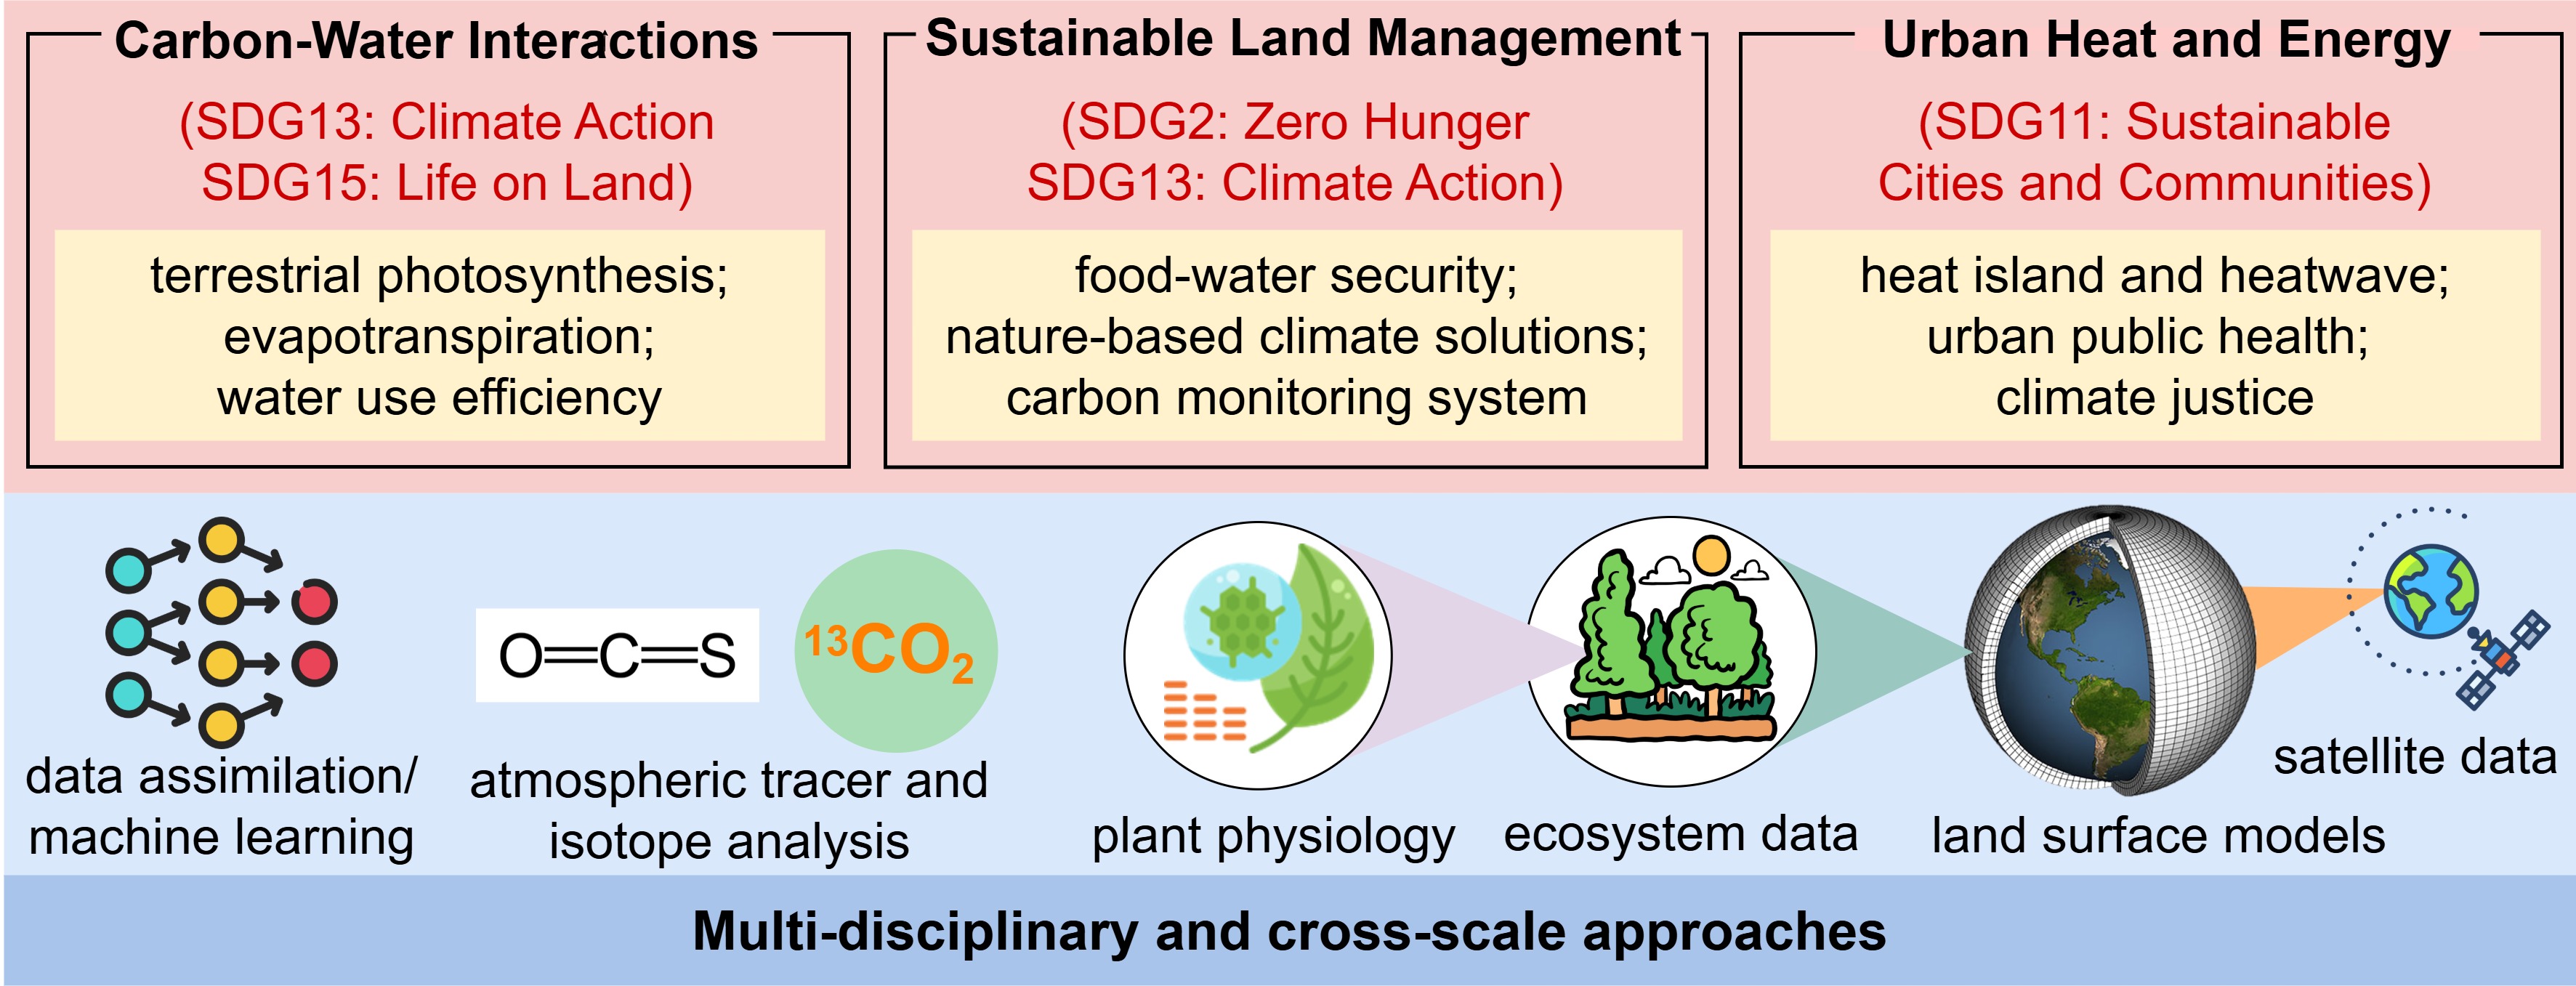 Carbon-Water Interactions
(SDG13: Climate Action
SDG15: Life on Land)
terrestrial photosynthesis;
evapotranspiration;
water use efficiency
Sustainable Land Management
(SDG2: Zero Hunger
SDG13: Climate Action)
food-water security;
nature-based climate solutions;
carbon monitoring system
Urban Heat and Energy
(SDG11: Sustainable
Cities and Communities)
heat island and heatwave;
urban public health;
climate justice
data assimilation/
machine learning
O=C=S
¹³CO₂
atmospheric tracer and
isotope analysis
plant physiology
ecosystem data
land surface models
satellite data
Multi-disciplinary and cross-scale approaches